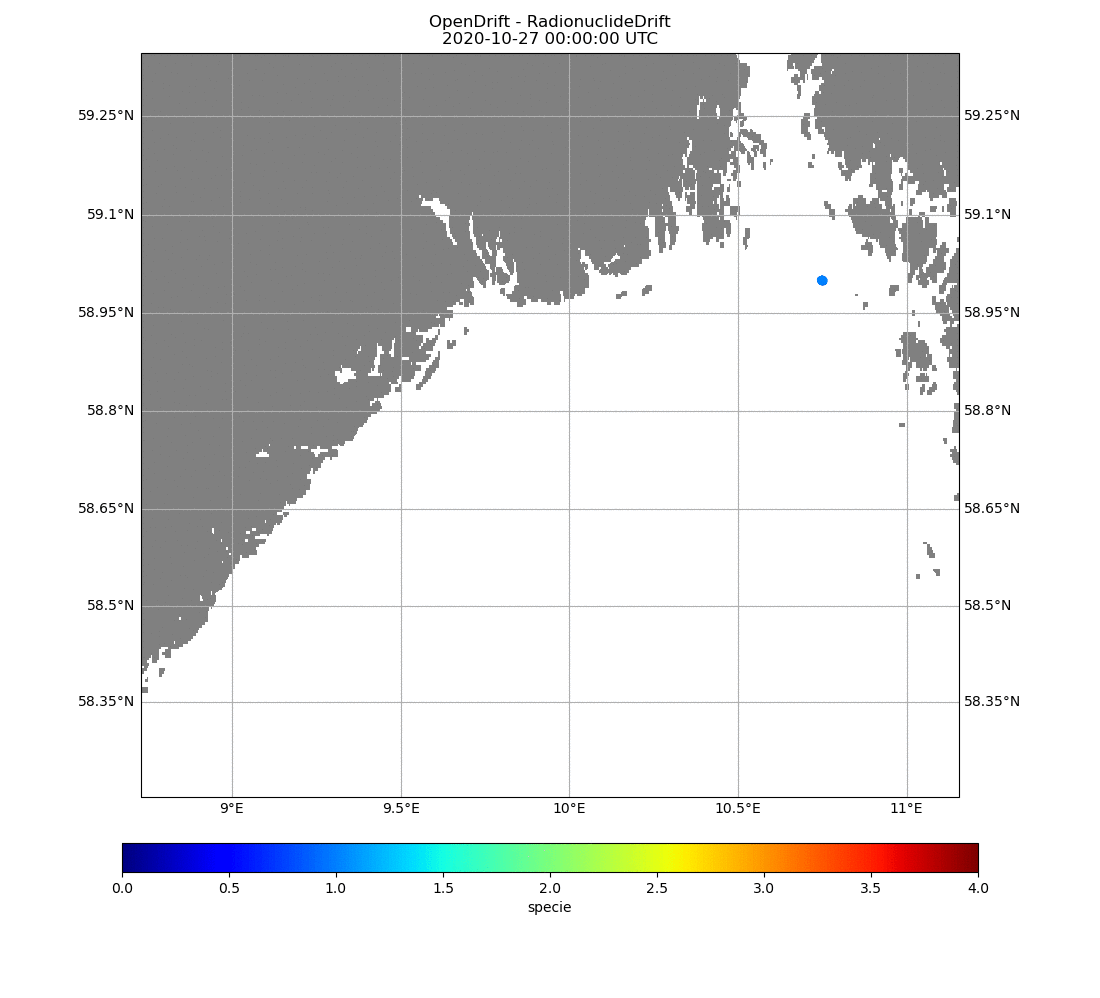 OpenDrift - RadionuclideDrift
2020-10-27 00:00:00 UTC
59.25°N 59.25°N
59.1°N 59.1°N
58.95°N 58.95°N
58.8°N 58.8°N
58.65°N 58.65°N
58.5°N 58.5°N
58.35°N 58.35°N
9°E 9.5°E 10°E 10.5°E 11°E
0.0 0.5 1.0 1.5 2.0 2.5 3.0 3.5 4.0
specie